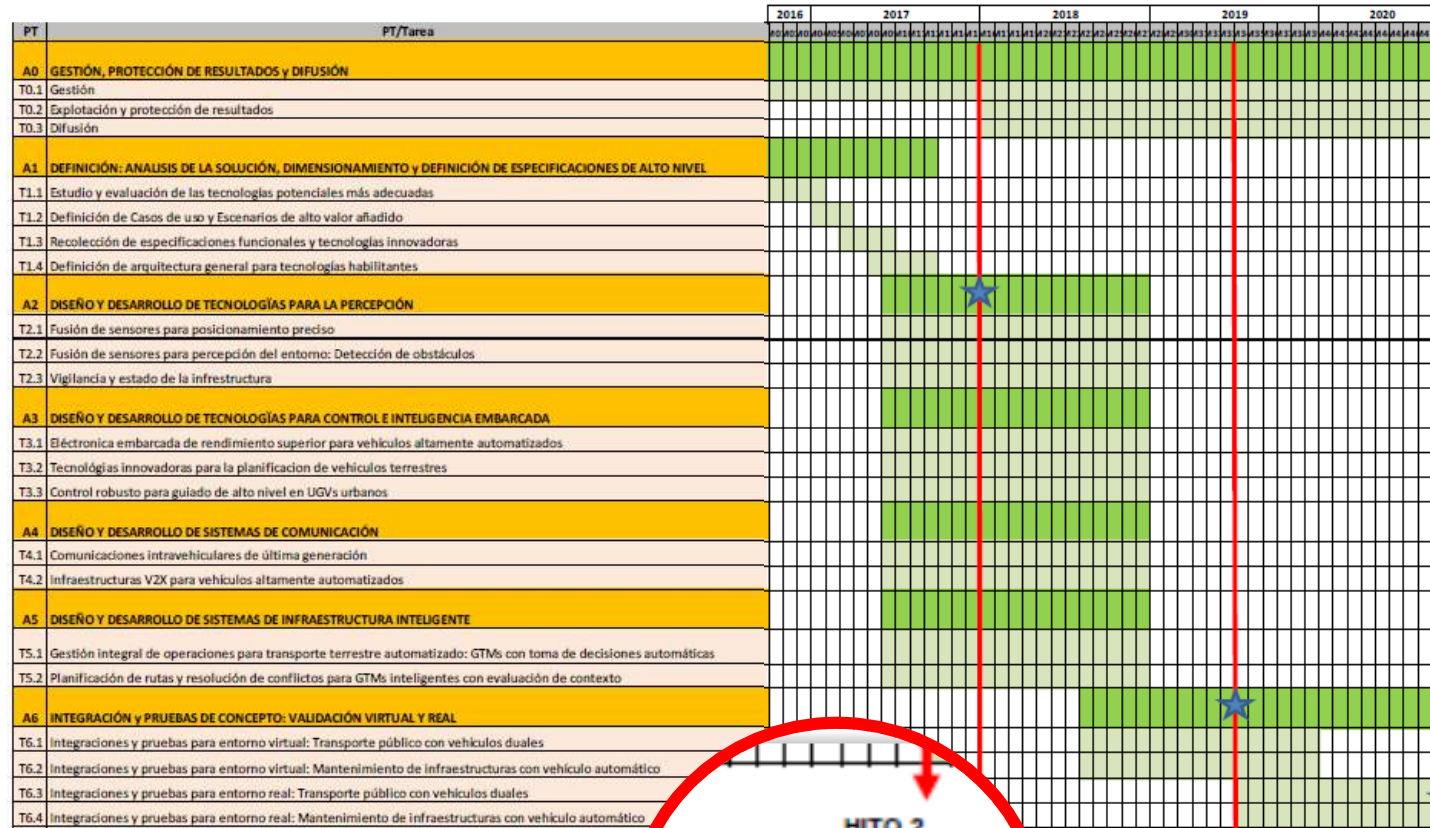 2016 2017 2018 2019 2020
PT PT/Tarea
A0 GESTIÓN, PROTECCIÓN DE RESULTADOS y DIFUSIÓN
T0.1 Gestión
T0.2 Explotación y protección de resultados
T0.3 Difusión
A1 DEFINICIÓN: ANALISIS DE LA SOLUCIÓN, DIMENSIONAMIENTO y DEFINICIÓN DE ESPECIFICACIONES DE ALTO NIVEL
T1.1 Estudio y evaluación de las tecnologías potenciales más adecuadas
T1.2 Definición de Casos de uso y Escenarios de alto valor añadido
T1.3 Recolección de especificaciones funcionales y tecnologías innovadoras
T1.4 Definición de arquitectura general para tecnologías habilitantes
A2 DISEÑO Y DESARROLLO DE TECNOLOGÏAS PARA LA PERCEPCIÓN
T2.1 Fusión de sensores para posicionamiento preciso
T2.2 Fusión de sensores para percepción del entorno: Detección de obstáculos
T2.3 Vigilancia y estado de la infrestructura
A3 DISEÑO Y DESARROLLO DE TECNOLOGÏAS PARA CONTROL E INTELIGENCIA EMBARCADA
T3.1 Eléctronica embarcada de rendimiento superior para vehículos altamente automatizados
T3.2 Tecnológias innovadoras para la planificacion de vehiculos terrestres
T3.3 Control robusto para guiado de alto nivel en UGVs urbanos
A4 DISEÑO Y DESARROLLO DE SISTEMAS DE COMUNICACIÓN
T4.1 Comunicaciones intravehiculares de última generación
T4.2 Infraestructuras V2X para vehículos altamente automatizados
A5 DISEÑO Y DESARROLLO DE SISTEMAS DE INFRAESTRUCTURA INTELIGENTE
T5.1 Gestión integral de operaciones para transporte terrestre automatizado: GTMs con toma de decisiones automáticas
T5.2 Planificación de rutas y resolución de conflictos para GTMs inteligentes con evaluación de contexto
A6 INTEGRACIÓN y PRUEBAS DE CONCEPTO: VALIDACIÓN VIRTUAL Y REAL
T6.1 Integraciones y pruebas para entorno virtual: Transporte público con vehículos duales
T6.2 Integraciones y pruebas para entorno virtual: Mantenimiento de infraestructuras con vehículo automático
T6.3 Integraciones y pruebas para entorno real: Transporte público con vehículos duales
T6.4 Integraciones y pruebas para entorno real: Mantenimiento de infraestructuras con vehículo automático
HITO 2